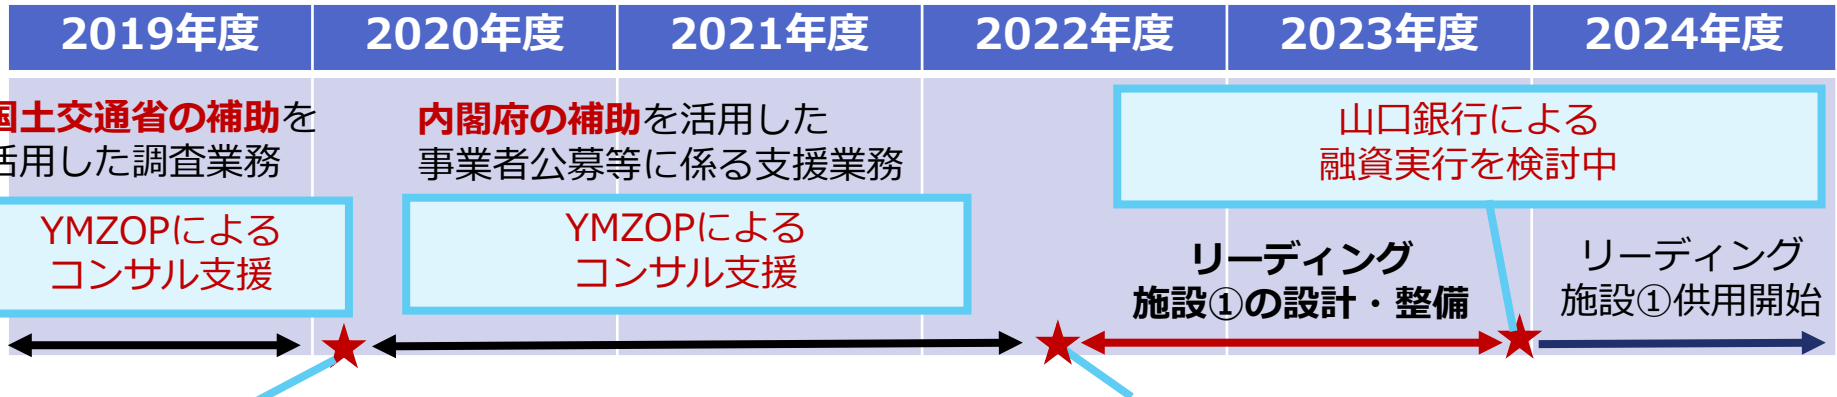 2019年度 2020年度 2021年度 2022年度 2023年度 2024年度
国土交通省の補助を
活用した調査業務
YMZOPによる
コンサル支援
内閣府の補助を活用した
事業者公募等に係る支援業務
YMZOPによる
コンサル支援
山口銀行による
融資実行を検討中
リーディング
施設①の設計・整備
リーディング
施設①供用開始